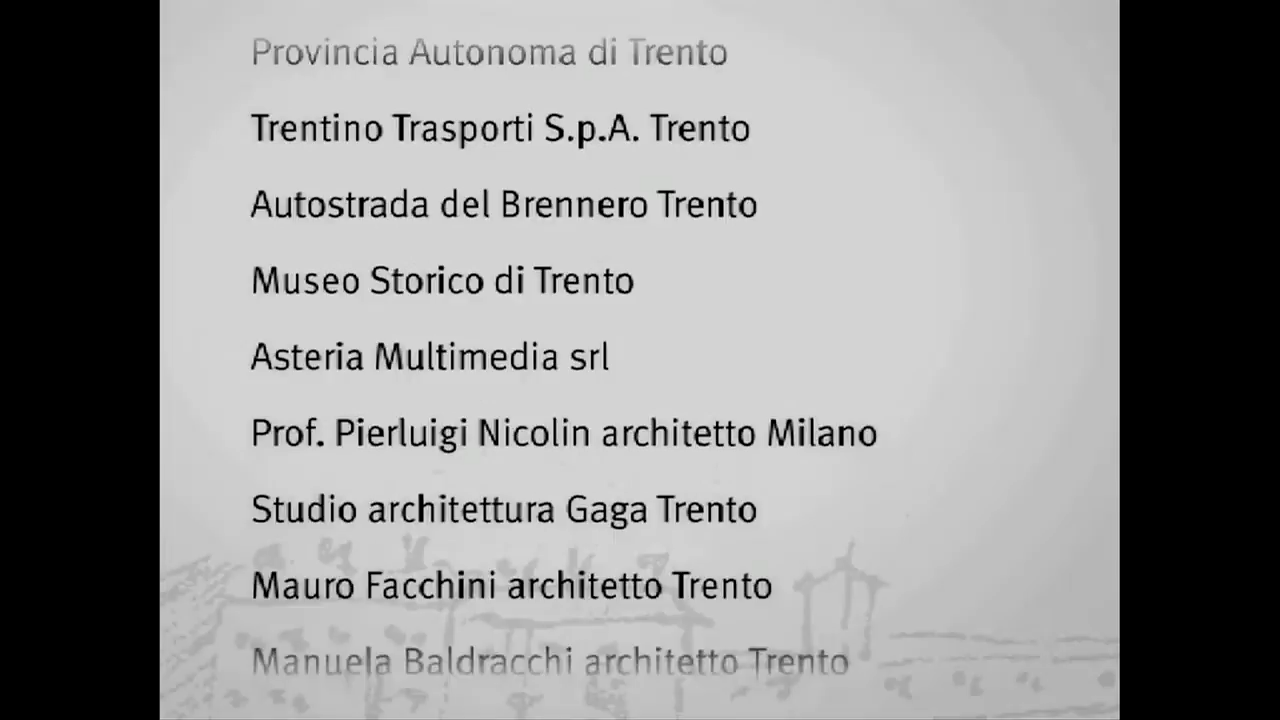 Provincia Autonoma di Trento
Trentino Trasporti S.p.A. Trento
Autostrada del Brennero Trento
Museo Storico di Trento
Asteria Multimedia srl
Prof. Pierluigi Nicolin architetto Milano
Studio architettura Gaga Trento
Mauro Facchini architetto Trento
Manuela Baldracchi architetto Trento